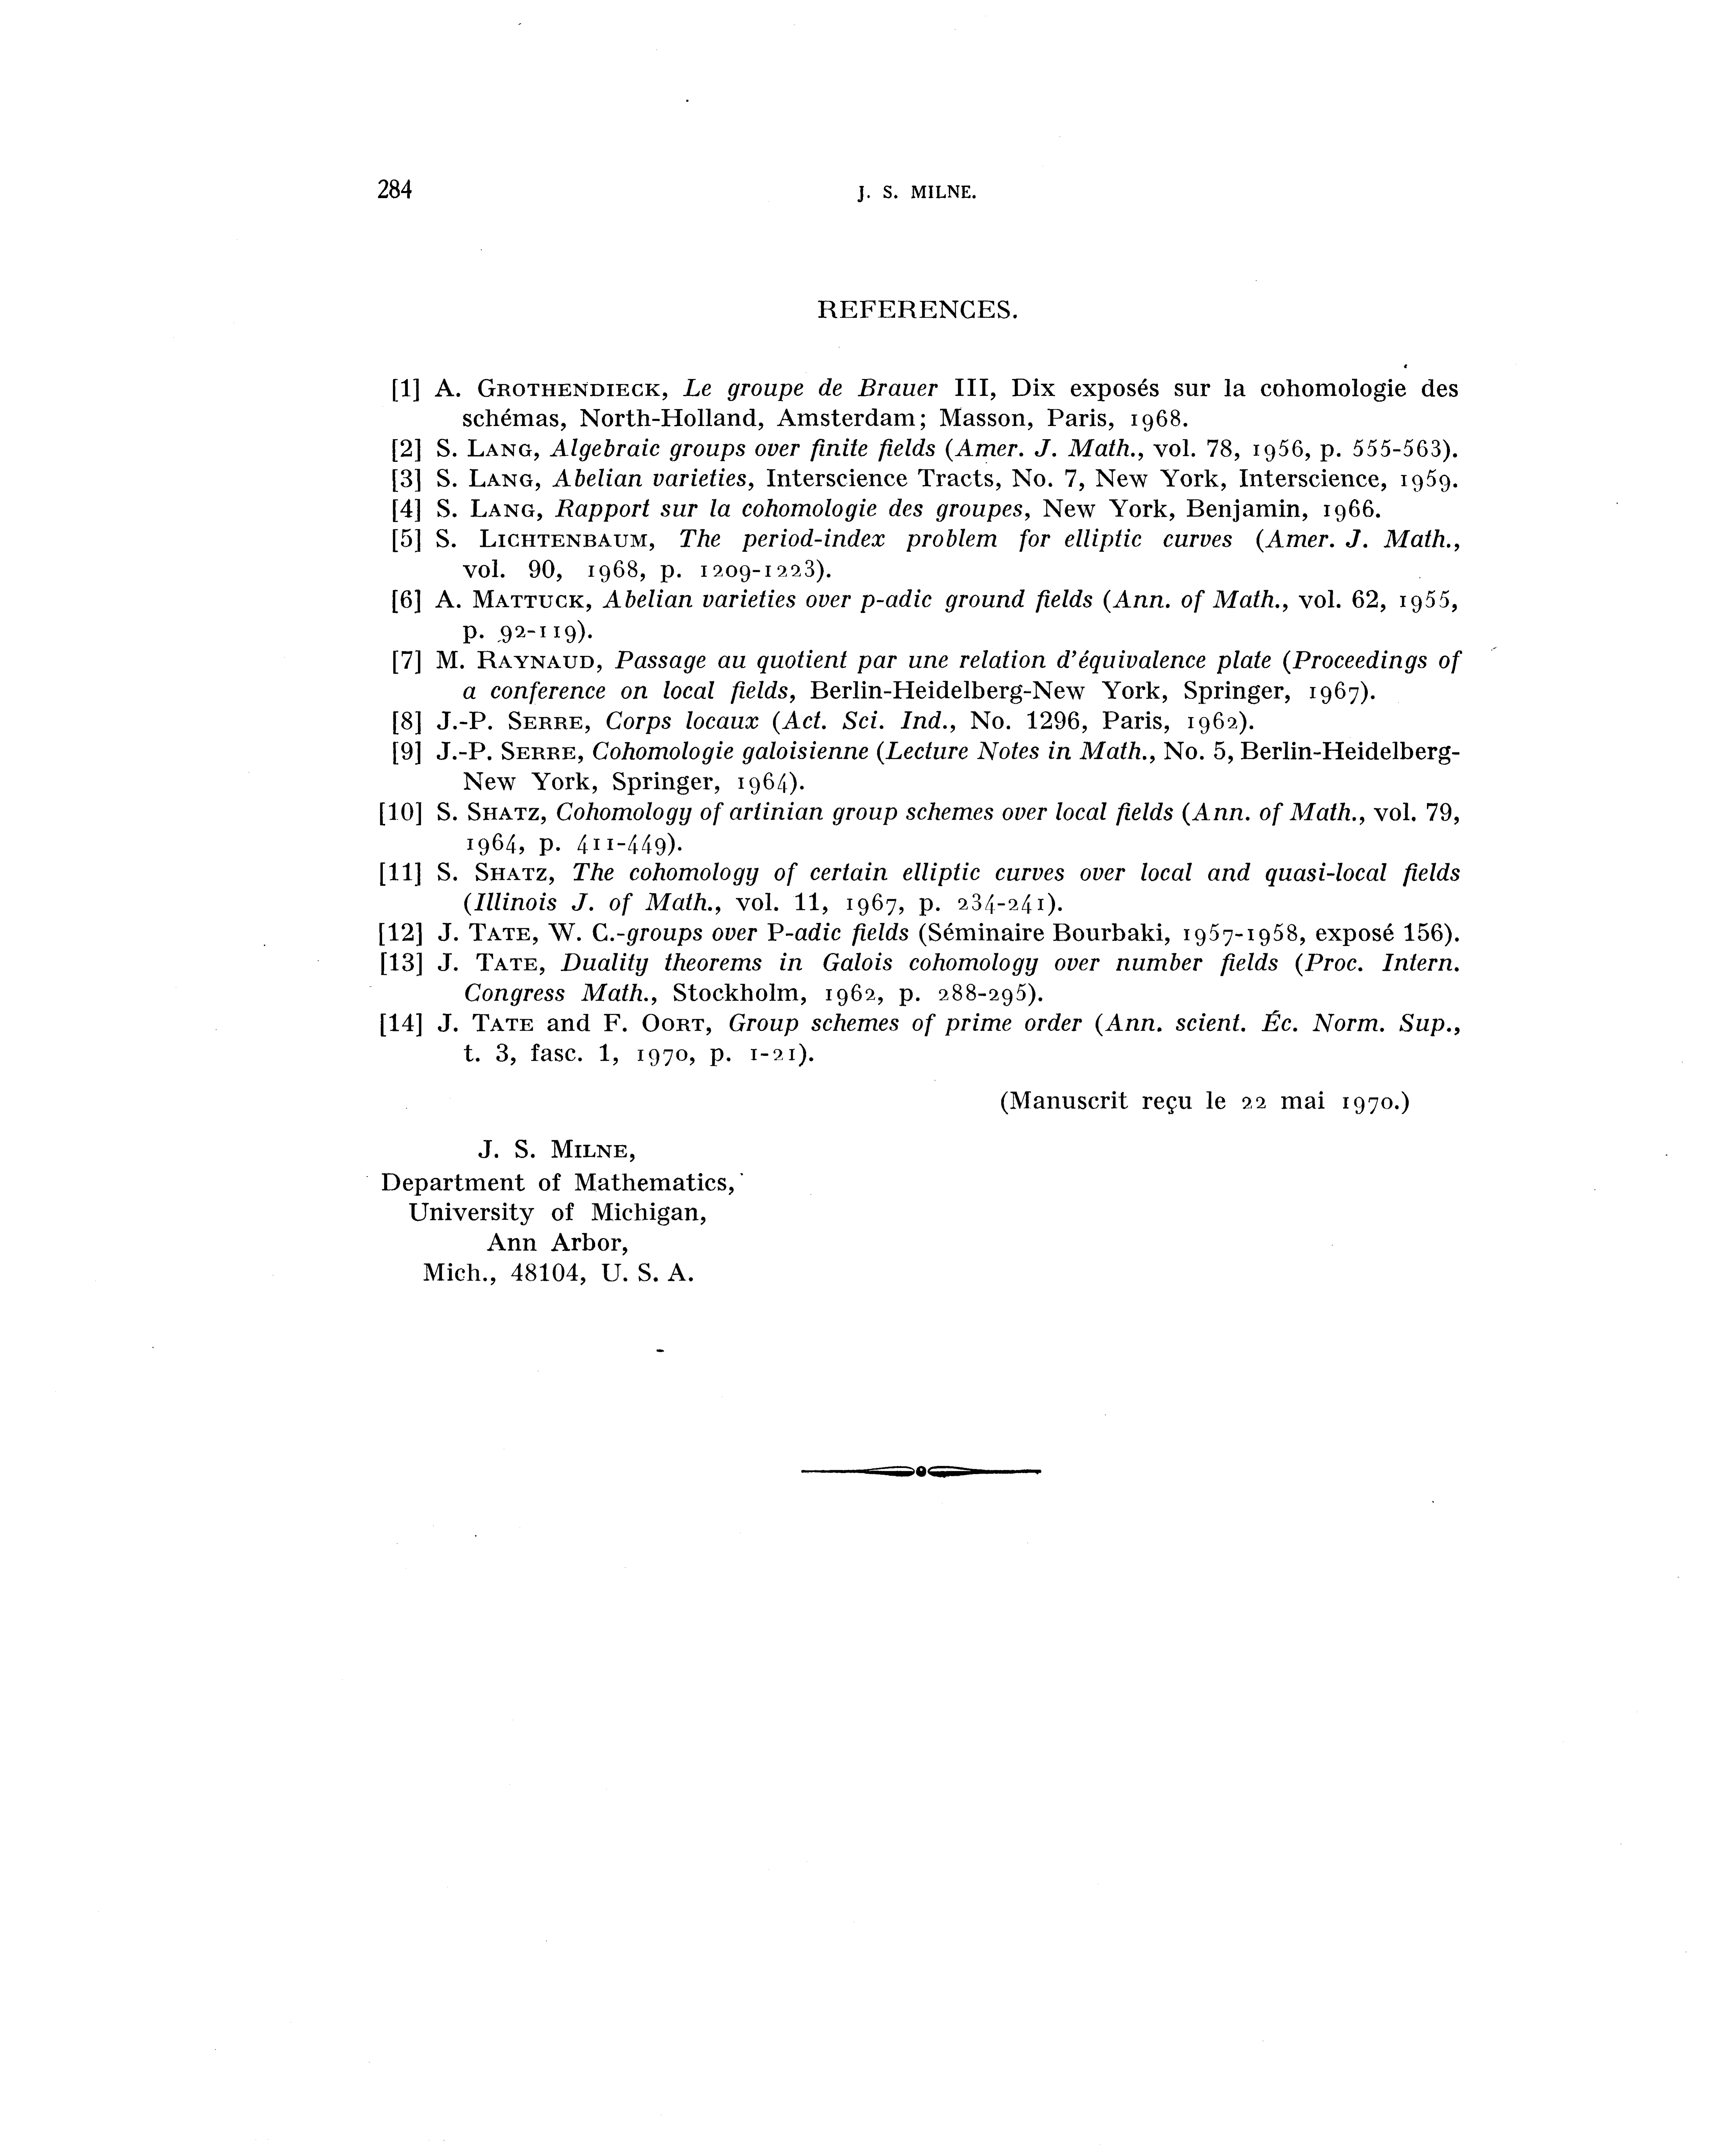 284
J. S. MILNE.
REFERENCES.
[1] A. GROTHENDIECK, Le groupe de Brauer III, Dix exposés sur la cohomologie des
schémas, North-Holland, Amsterdam; Masson, Paris, 1968.
[2] S. LANG, Algebraic groups over finite fields (Amer. J. Math., vol. 78, 1956, p. 555-563).
[3] S. LANG, Abelian varieties, Interscience Tracts, No. 7, New York, Interscience, 1959.
[4] S. LANG, Rapport sur la cohomologie des groupes, New York, Benjamin, 1966.
[5] S. LICHTENBAUM, The period-index problem for elliptic curves (Amer. J. Math.,
vol. 90, 1968, p. 1209-1223).
[6] A. MATTUCK, Abelian varieties over p-adic ground fields (Ann. of Math., vol. 62, 1955,
p. 92-119).
[7] M. RAYNAUD, Passage au quotient par une relation d'équivalence plate (Proceedings of
a conference on local fields, Berlin-Heidelberg-New York, Springer, 1967).
[8] J.-P. SERRE, Corps locaux (Act. Sci. Ind., No. 1296, Paris, 1962).
[9] J.-P. SERRE, Cohomologie galoisienne (Lecture Notes in Math., No. 5, Berlin-Heidelberg-
New York, Springer, 1964).
[10] S. SHATZ, Cohomology of artinian group schemes over local fields (Ann. of Math., vol. 79,
1964, p. 411-449).
[11] S. SHATZ, The cohomology of certain elliptic curves over local and quasi-local fields
(Illinois J. of Math., vol. 11, 1967, p. 234-241).
[12] J. TATE, W. C.-groups over P-adic fields (Séminaire Bourbaki, 1957-1958, exposé 156).
[13] J. TATE, Duality theorems in Galois cohomology over number fields (Proc. Intern.
Congress Math., Stockholm, 1962, p. 288-295).
[14] J. TATE and F. OORT, Group schemes of prime order (Ann. scient. Éc. Norm. Sup.,
t. 3, fasc. 1, 1970, p. 1-21).
(Manuscrit reçu le 22 mai 1970.)
J. S. MILNE,
Department of Mathematics,
University of Michigan,
Ann Arbor,
Mich., 48104, U. S. A.